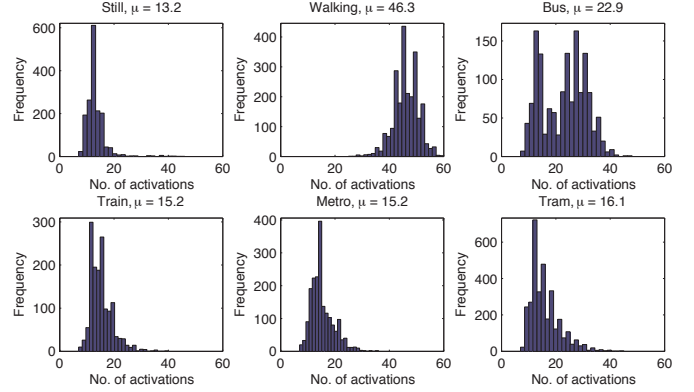 Still, μ = 13.2
Walking, μ = 46.3
Bus, μ = 22.9
600
400
200
0
Frequency
0 20 40 60
No. of activations
400
300
200
100
0
Frequency
0 20 40 60
No. of activations
150
100
50
0
Frequency
0 20 40 60
No. of activations
Train, μ = 15.2
Metro, μ = 15.2
Tram, μ = 16.1
300
200
100
0
Frequency
0 20 40 60
No. of activations
400
300
200
100
0
Frequency
0 20 40 60
No. of activations
600
400
200
0
Frequency
0 20 40 60
No. of activations